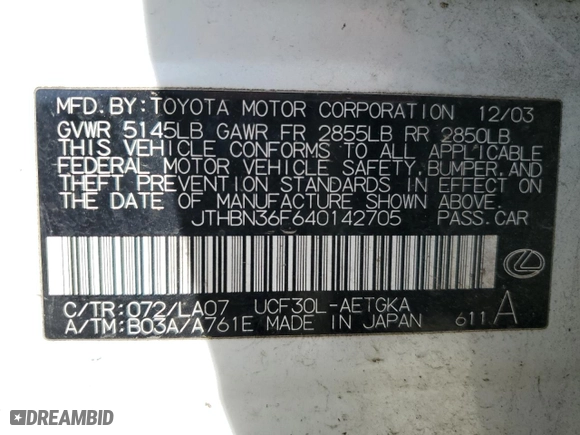 MFD.BY:TOYOTA MOTOR CORPORATION 12/03
GVWR 5145LB GAWR FR 2855LB RR 2850LB
THIS VEHICLE CONFORMS TO ALL APPLICABLE
FEDERAL MOTOR VEHICLE SAFETY, BUMPER, AND
THEFT PREVENTION STANDARDS IN EFFECT
ON THE DATE OF MANUFACTURE SHOWN ABOVE.
JTHBN36F640142705 PASS.CAR
C/TR:072/LA07 UCF30L-AETGKA
A/TM:B03A/A761E MADE IN JAPAN 611 A
DREAMBID